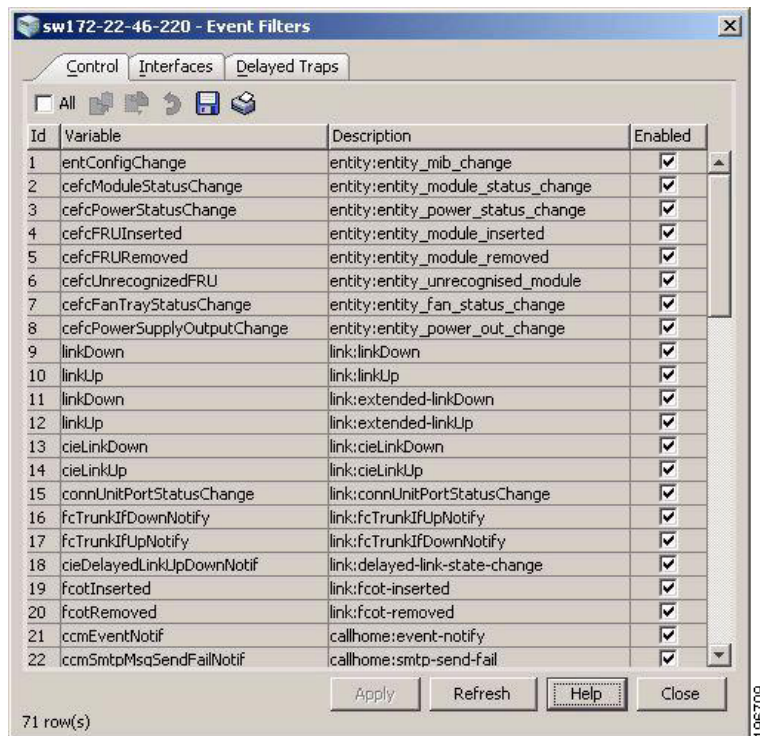 sw172-22-46-220 - Event Filters
Control Interfaces Delayed Traps
All
Id Variable Description Enabled
1 entConfigChange entity:entity_mib_change
2 cefcModuleStatusChange entity:entity_module_status_change
3 cefcPowerStatusChange entity:entity_power_status_change
4 cefcFRUInserted entity:entity_module_inserted
5 cefcFRURemoved entity:entity_module_removed
6 cefcUnrecognizedFRU entity:entity_unrecognised_module
7 cefcFanTrayStatusChange entity:entity_fan_status_change
8 cefcPowerSupplyOutputChange entity:entity_power_out_change
9 linkDown link:linkDown
10 linkUp link:linkUp
11 linkDown link:extended-linkDown
12 linkUp link:extended-linkUp
13 cieLinkDown link:cieLinkDown
14 cieLinkUp link:cieLinkUp
15 connUnitPortStatusChange link:connUnitPortStatusChange
16 fcTrunkIfDownNotify link:fcTrunkIfUpNotify
17 fcTrunkIfUpNotify link:fcTrunkIfDownNotify
18 cieDelayedLinkUpDownNotif link:delayed-link-state-change
19 fcotInserted link:fcot-inserted
20 fcotRemoved link:fcot-removed
21 ccmEventNotif callhome:event-notify
22 ccmSmtpMsgSendFailNotif callhome:smtp-send-fail
Apply Refresh Help Close
71 row(s)
196709